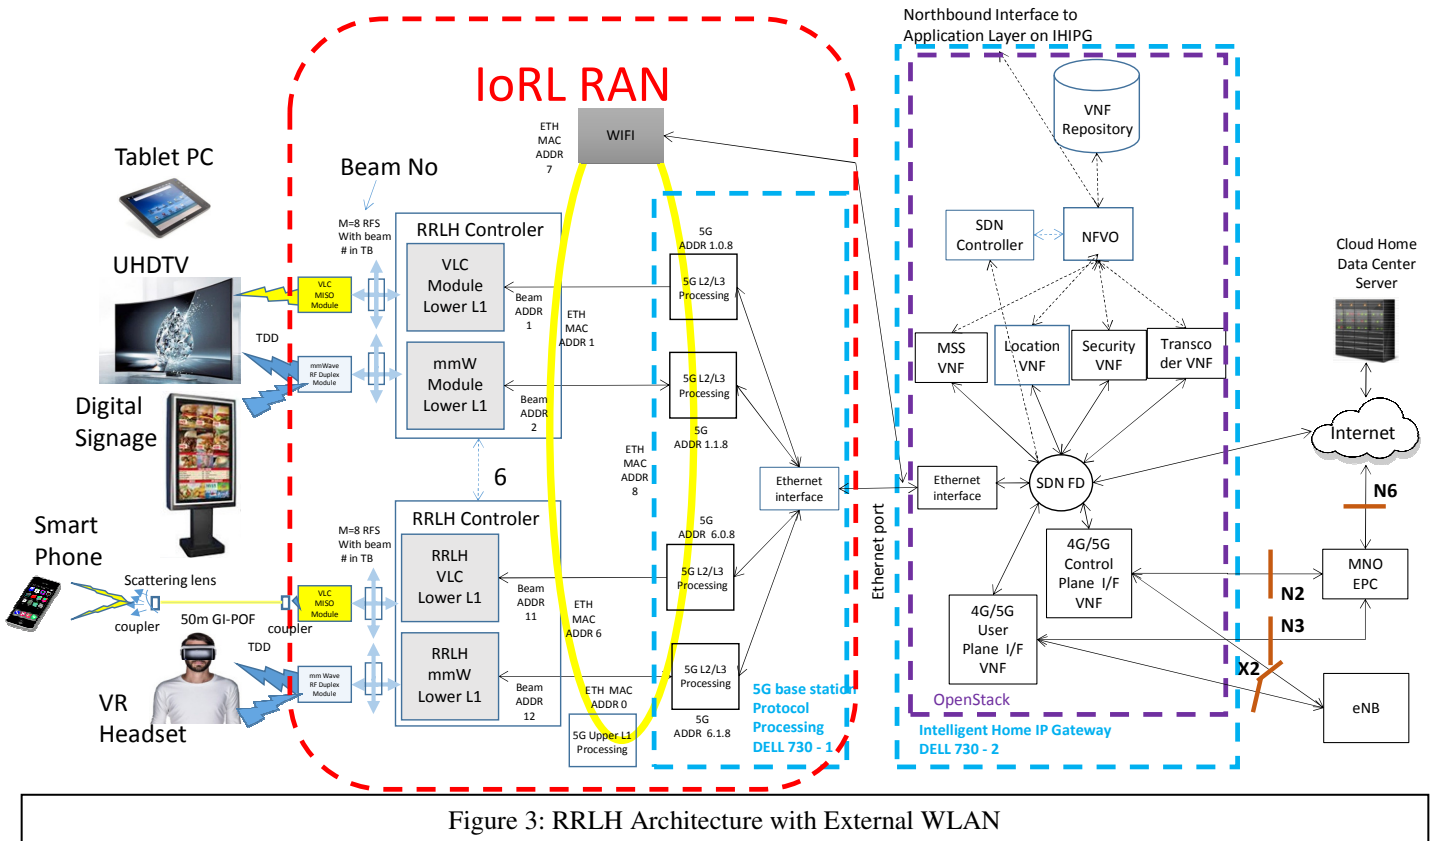 Northbound Interface to
Application Layer on IHIPG
IoRL RAN
VNF
Repository
ETH
MAC
ADDR
7
WIFI
Tablet PC
Beam No
M=8 RFS
With beam
# in TB
RRLH Controler
VLC
Module
Lower L1
mmW
Module
Lower L1
Beam
ADDR
1
Beam
ADDR
2
ETH
MAC
ADDR 1
5G
ADDR 1.0.8
5G L2/L3
Processing
5G L2/L3
Processing
5G
ADDR 1.1.8
SDN
Controller
NFVO
Cloud Home
Data Center
Server
UHDTV
VLC
MISO
Module
TDD
mmWave
RF Duplex
Module
MSS
VNF
Location
VNF
Security
VNF
Transco
der VNF
Digital
Signage
Internet
6
ETH
MAC
ADDR
8
Ethernet
interface
Ethernet
interface
SDN FD
N6
Ethernet port
Smart
Phone
M=8 RFS
With beam
# in TB
RRLH Controler
RRLH
VLC
Lower L1
RRLH
mmW
Lower L1
Beam
ADDR
11
Beam
ADDR
12
ETH
MAC
ADDR 6
5G
ADDR 6.0.8
5G L2/L3
Processing
5G L2/L3
Processing
5G
ADDR 6.1.8
4G/5G
Control
Plane I/F
VNF
4G/5G
User
Plane I/F
VNF
MNO
EPC
N2
N3
X2
eNB
Scattering lens
coupler
50m GI-POF
coupler
VLC
MISO
Module
TDD
mm Wave
RF Duplex
Module
VR
Headset
ETH MAC
ADDR 0
5G Upper L1
Processing
5G base station
Protocol
Processing
DELL 730 - 1
OpenStack
Intelligent Home IP Gateway
DELL 730 - 2
Figure 3: RRLH Architecture with External WLAN